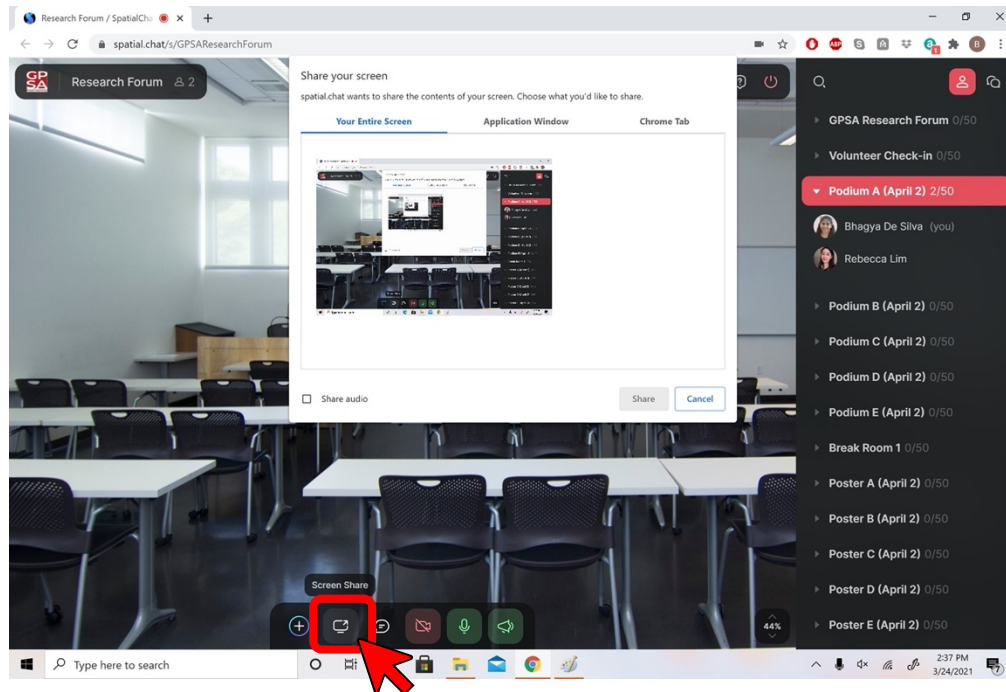 Research Forum / SpatialCha
spatial.chat/s/GPSAResearchForum
GP
SA
Research Forum 2
Share your screen
spatial.chat wants to share the contents of your screen. Choose what you'd like to share.
Your Entire Screen Application Window Chrome Tab
Share audio
Share Cancel
GPSA Research Forum 0/50
Volunteer Check-in 0/50
Podium A (April 2) 2/50
Bhagya De Silva (you)
Rebecca Lim
Podium B (April 2) 0/50
Podium C (April 2) 0/50
Podium D (April 2) 0/50
Podium E (April 2) 0/50
Break Room 1 0/50
Poster A (April 2) 0/50
Poster B (April 2) 0/50
Poster C (April 2) 0/50
Poster D (April 2) 0/50
Poster E (April 2) 0/50
Screen Share
44%
Type here to search
2:37 PM
3/24/2021